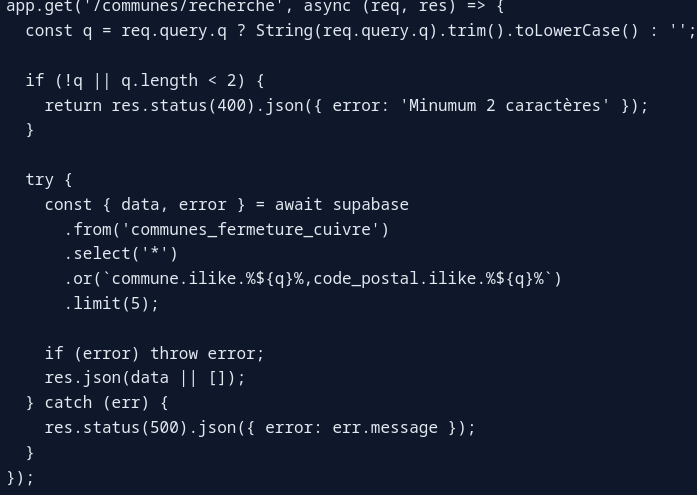 app.get('/communes/recherche', async (req, res) => {
  const q = req.query.q ? String(req.query.q).trim().toLowerCase() : '';
  if (!q || q.length < 2) {
    return res.status(400).json({ error: 'Minumum 2 caractères' });
  }
  try {
    const { data, error } = await supabase
      .from('communes_fermeture_cuivre')
      .select('*')
      .or(`commune.ilike.%${q}%,code_postal.ilike.%${q}%`)
      .limit(5);
    if (error) throw error;
    res.json(data || []);
  } catch (err) {
    res.status(500).json({ error: err.message });
  }
});